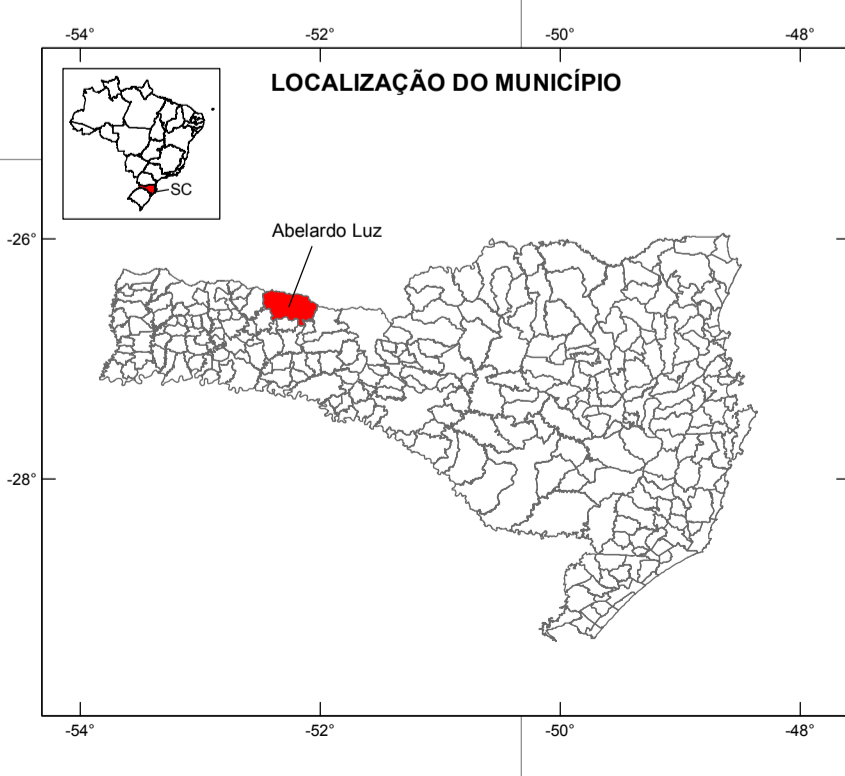 -54° -52° -50° -48°
LOCALIZAÇÃO DO MUNICÍPIO
SC
Abelardo Luz
-26°
-28°
-54° -52° -50° -48°